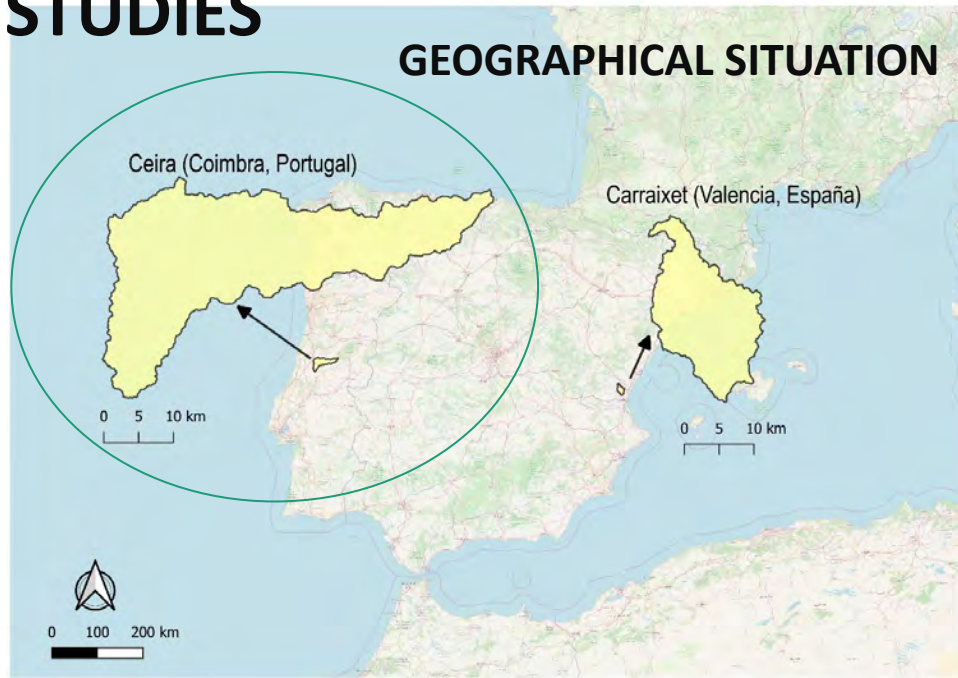 STUDIES
GEOGRAPHICAL SITUATION
Ceira (Coimbra, Portugal)
Carraixet (Valencia, España)
0 5 10 km
0 5 10 km
0 100 200 km